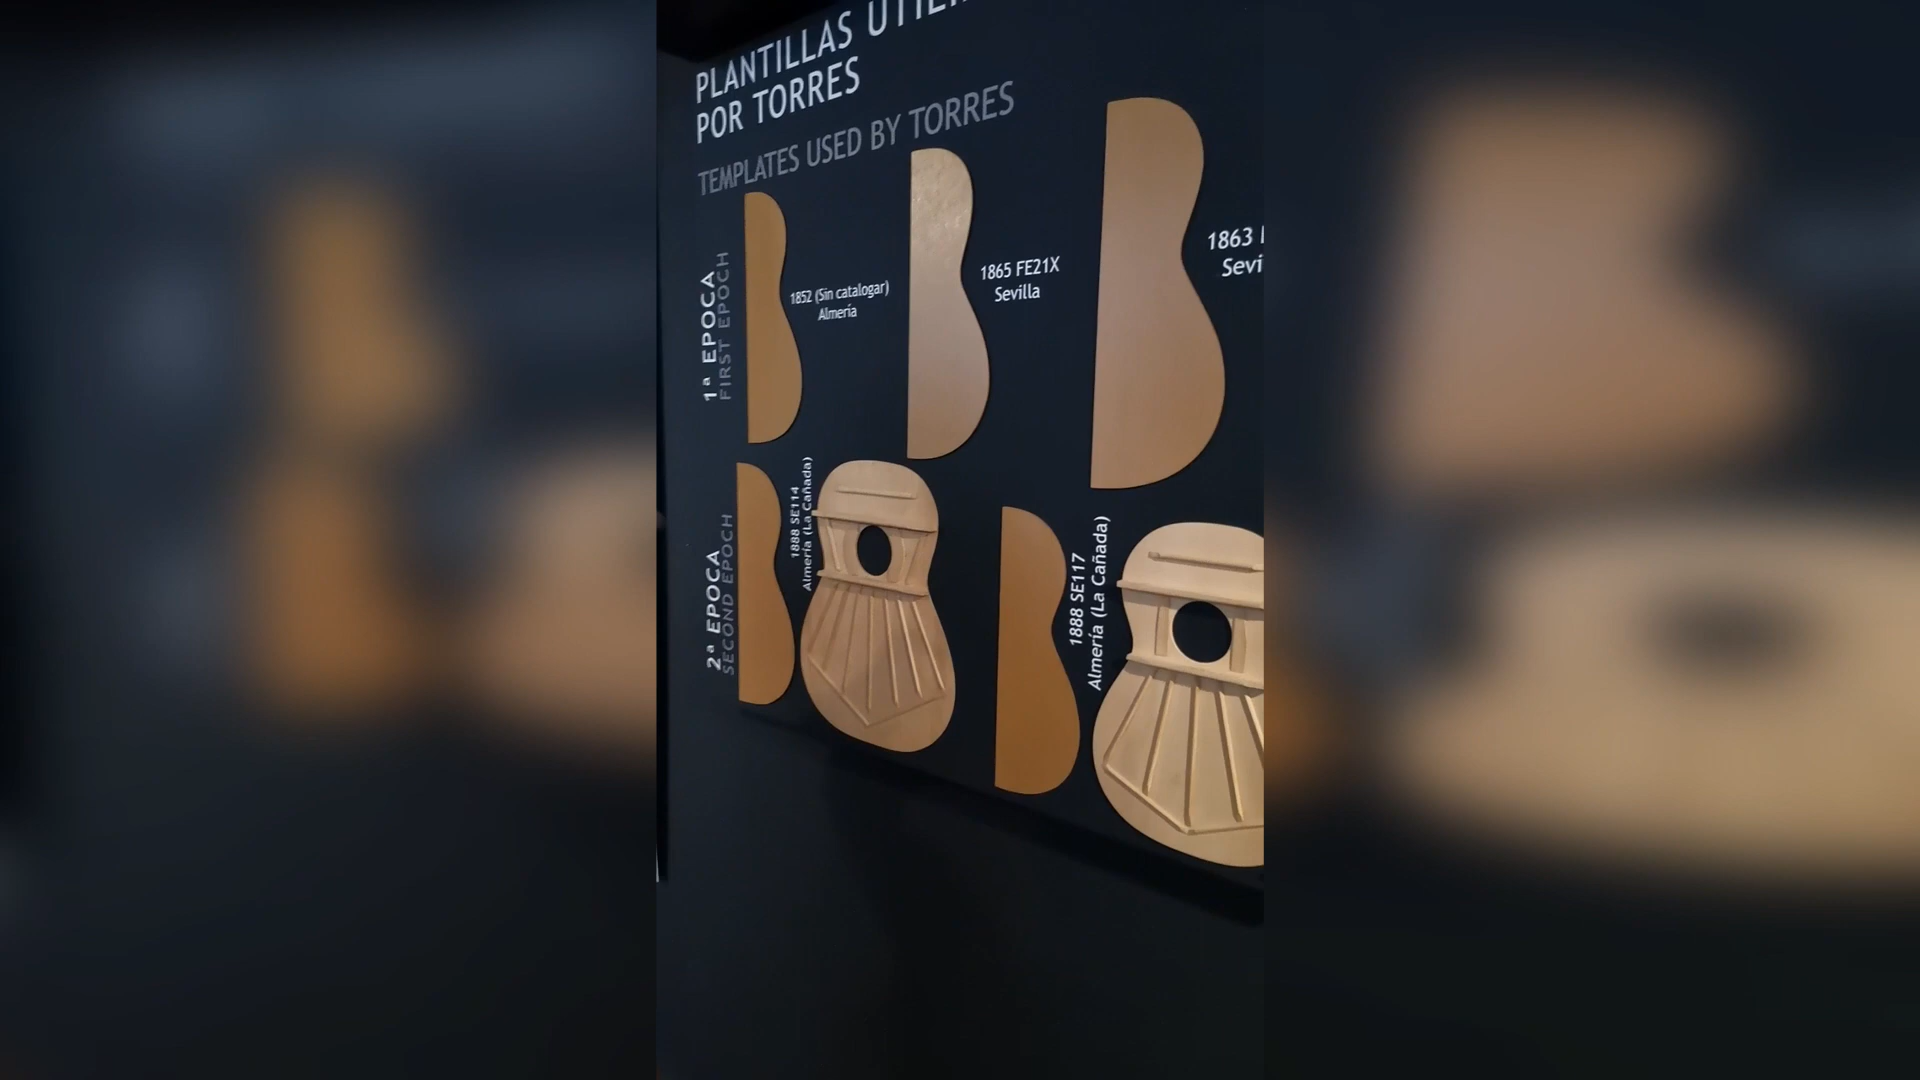 PLANTILLAS
POR TORRES
TEMPLATES USED BY TORRES
1ª EPOCA
FIRST EPOCH
1852 (Sin catalogar)
Almería
1865 FE21X
Sevilla
1863
2ª EPOCA
SECOND EPOCH
1888 SE114
Almería (La Cañada)
1888 SE117
Almería (La Cañada)